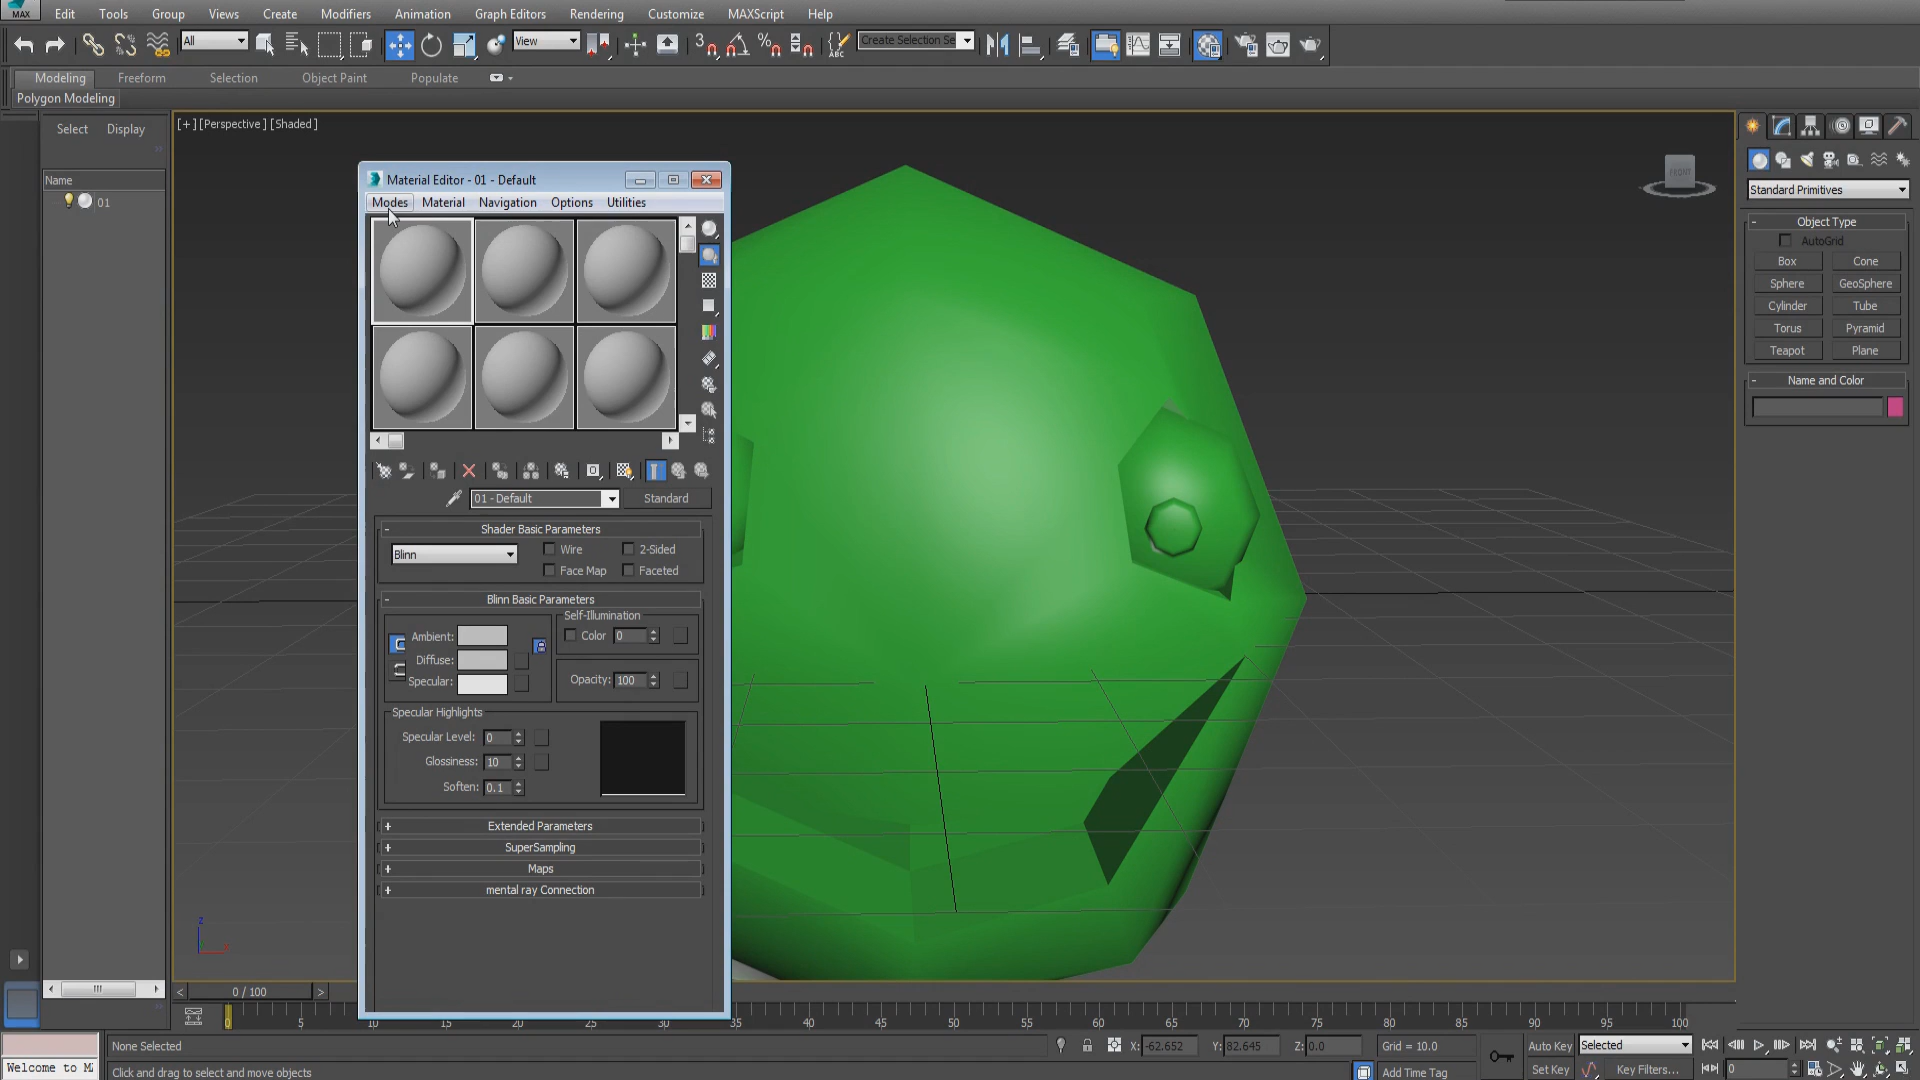 MAX Edit Tools Group Views Create Modifiers Animation Graph Editors Rendering Customize MAXScript Help
All View 3 % ABC Create Selection Se
Modeling Freeform Selection Object Paint Populate
Polygon Modeling
Select Display
Name
01
[+] [Perspective] [Shaded]
FRONT
Material Editor - 01 - Default
Modes Material Navigation Options Utilities
01 - Default Standard
- Shader Basic Parameters
Blinn Wire 2-Sided
Face Map Faceted
- Blinn Basic Parameters
Self-Illumination
Ambient: Color 0
Diffuse:
Specular: Opacity: 100
Specular Highlights
Specular Level: 0
Glossiness: 10
Soften: 0.1
+ Extended Parameters
+ SuperSampling
+ Maps
+ mental ray Connection
Standard Primitives
- Object Type
AutoGrid
Box Cone
Sphere GeoSphere
Cylinder Tube
Torus Pyramid
Teapot Plane
- Name and Color
z
x
< 0 / 100 >
0 5 10 15 20 25 30 35 40 45 50 55 60 65 70 75 80 85 90 95 100
None Selected X: -62.652 Y: 82.645 Z: 0.0 Grid = 10.0 Auto Key Selected
Welcome to MA Click and drag to select and move objects Add Time Tag Set Key Key Filters... 0